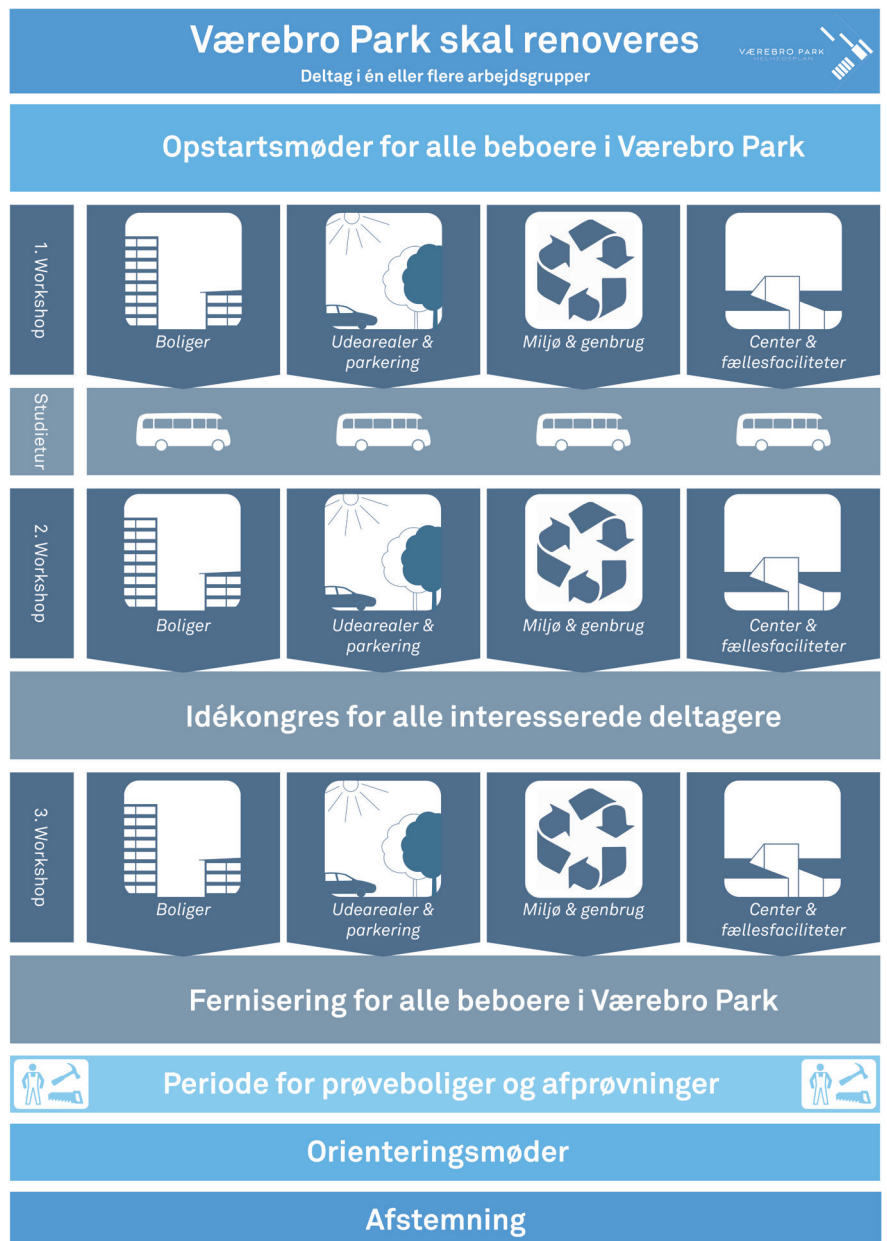 Værebro Park skal renoveres
Deltag i én eller flere arbejdsgrupper
VÆREBRO PARK
HELHEDSPLAN
Opstartsmøder for alle beboere i Værebro Park
1. Workshop
Boliger
Udearealer &
parkering
Miljø & genbrug
Center &
fællesfaciliteter
Studietur
2. Workshop
Boliger
Udearealer &
parkering
Miljø & genbrug
Center &
fællesfaciliteter
Idékongres for alle interesserede deltagere
3. Workshop
Boliger
Udearealer &
parkering
Miljø & genbrug
Center &
fællesfaciliteter
Fernisering for alle beboere i Værebro Park
Periode for prøveboliger og afprøvninger
Orienteringsmøder
Afstemning